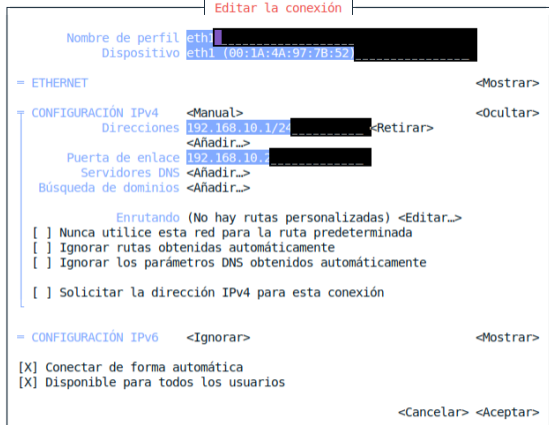 Editar la conexión
Nombre de perfil eth1
Dispositivo eth1 (00:1A:4A:97:7B:52)
= ETHERNET <Mostrar>
= CONFIGURACIÓN IPv4 <Manual> <Ocultar>
Direcciones 192.168.10.1/24 <Retirar>
<Añadir…>
Puerta de enlace 192.168.10.2
Servidores DNS <Añadir…>
Búsqueda de dominios <Añadir…>
Enrutando (No hay rutas personalizadas) <Editar…>
[ ] Nunca utilice esta red para la ruta predeterminada
[ ] Ignorar rutas obtenidas automáticamente
[ ] Ignorar los parámetros DNS obtenidos automáticamente
[ ] Solicitar la dirección IPv4 para esta conexión
= CONFIGURACIÓN IPv6 <Ignorar> <Mostrar>
[X] Conectar de forma automática
[X] Disponible para todos los usuarios
<Cancelar> <Aceptar>